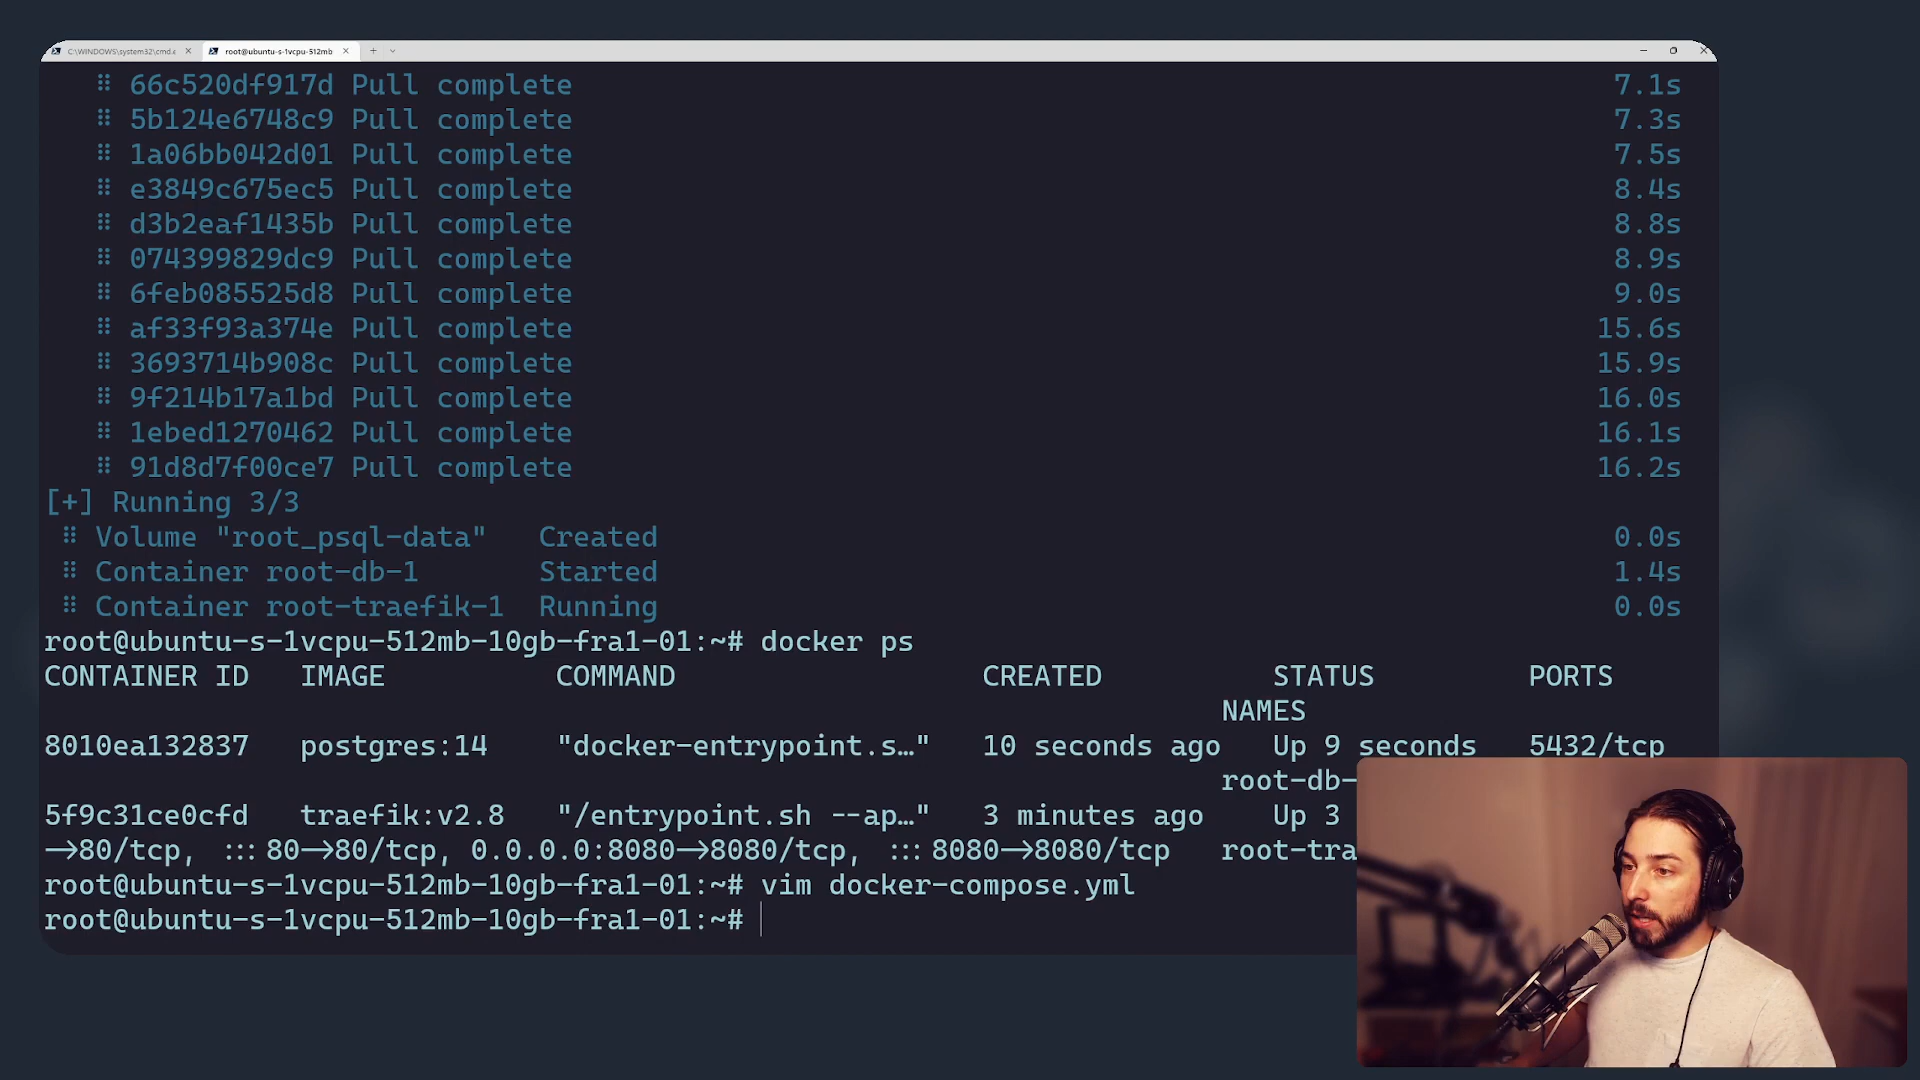 C:\WINDOWS\system32\cmd.e
root@ubuntu-s-1vcpu-512mb
66c520df917d Pull complete 7.1s
5b124e6748c9 Pull complete 7.3s
1a06bb042d01 Pull complete 7.5s
e3849c675ec5 Pull complete 8.4s
d3b2eaf1435b Pull complete 8.8s
074399829dc9 Pull complete 8.9s
6feb085525d8 Pull complete 9.0s
af33f93a374e Pull complete 15.6s
3693714b908c Pull complete 15.9s
9f214b17a1bd Pull complete 16.0s
1ebed1270462 Pull complete 16.1s
91d8d7f00ce7 Pull complete 16.2s
[+] Running 3/3
Volume "root_psql-data" Created 0.0s
Container root-db-1 Started 1.4s
Container root-traefik-1 Running 0.0s
root@ubuntu-s-1vcpu-512mb-10gb-fra1-01:~# docker ps
CONTAINER ID IMAGE COMMAND CREATED STATUS PORTS
NAMES
8010ea132837 postgres:14 "docker-entrypoint.s…" 10 seconds ago Up 9 seconds 5432/tcp
root-db-
5f9c31ce0cfd traefik:v2.8 "/entrypoint.sh --ap…" 3 minutes ago Up 3
->80/tcp, :::80->80/tcp, 0.0.0.0:8080->8080/tcp, :::8080->8080/tcp root-tra
root@ubuntu-s-1vcpu-512mb-10gb-fra1-01:~# vim docker-compose.yml
root@ubuntu-s-1vcpu-512mb-10gb-fra1-01:~#